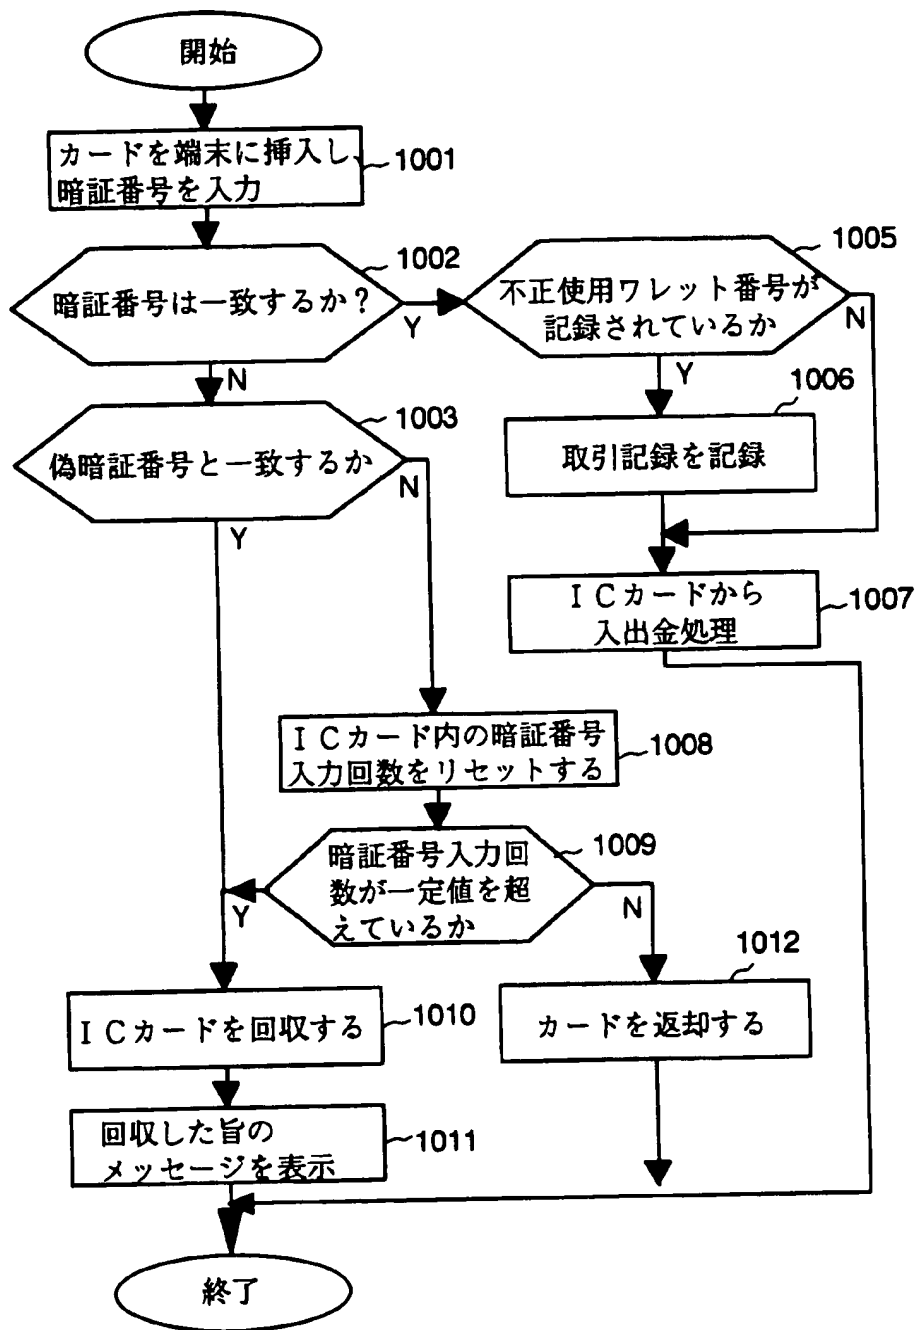 開始
カードを端末に挿入し、
暗証番号を入力
1001
暗証番号は一致するか？
1002
Y
N
不正使用ワレット番号が
記録されているか
1005
N
Y
1006
取引記録を記録
偽暗証番号と一致するか
1003
N
Y
ＩＣカードから
入出金処理
1007
ＩＣカード内の暗証番号
入力回数をリセットする
1008
暗証番号入力回
数が一定値を超
えているか
1009
Y
N
1012
ＩＣカードを回収する
1010
カードを返却する
回収した旨の
メッセージを表示
1011
終了